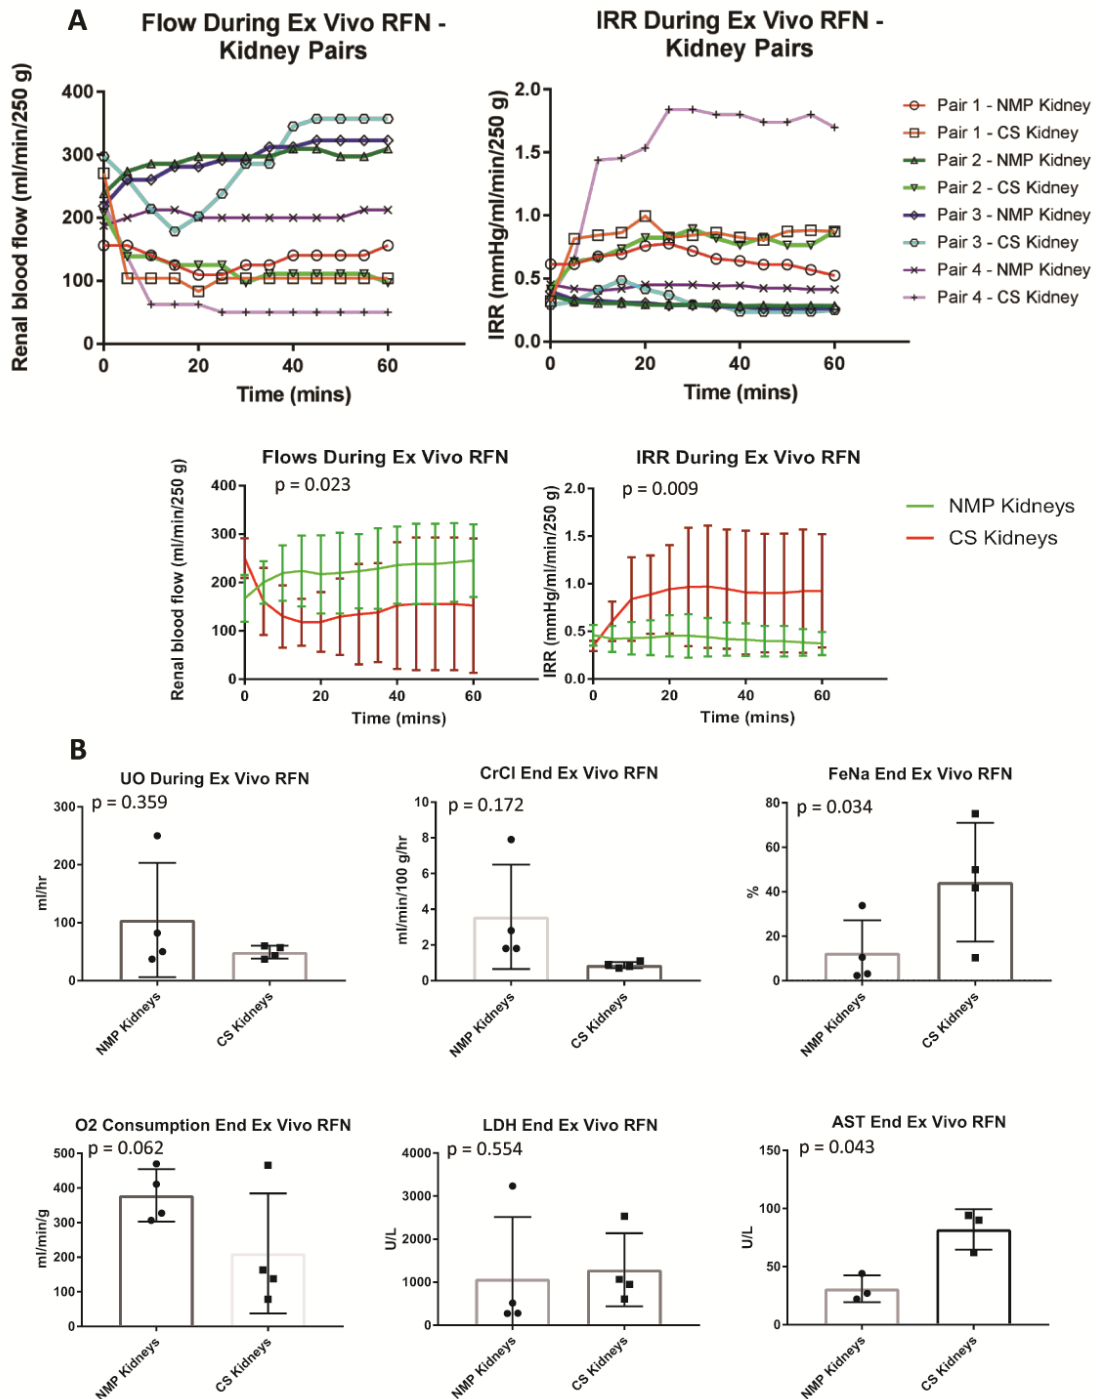 A
Flow During Ex Vivo RFN -
Kidney Pairs
Renal blood flow (ml/min/250 g)
400
300
200
100
0
0
20
40
60
Time (mins)
IRR During Ex Vivo RFN -
Kidney Pairs
IRR (mmHg/ml/min/250 g)
2.0
1.5
1.0
0.5
0.0
0
20
40
60
Time (mins)
Pair 1 - NMP Kidney
Pair 1 - CS Kidney
Pair 2 - NMP Kidney
Pair 2 - CS Kidney
Pair 3 - NMP Kidney
Pair 3 - CS Kidney
Pair 4 - NMP Kidney
Pair 4 - CS Kidney
Flows During Ex Vivo RFN
p = 0.023
Renal blood flow (ml/min/250 g)
400
300
200
100
0
0
20
40
60
Time (mins)
IRR During Ex Vivo RFN
p = 0.009
IRR (mmHg/ml/min/250 g)
2.0
1.5
1.0
0.5
0.0
0
20
40
60
Time (mins)
NMP Kidneys
CS Kidneys
B
UO During Ex Vivo RFN
p = 0.359
ml/hr
300
200
100
0
NMP Kidneys
CS Kidneys
CrCl End Ex Vivo RFN
p = 0.172
ml/min/100 g/hr
10
8
6
4
2
0
NMP Kidneys
CS Kidneys
FeNa End Ex Vivo RFN
p = 0.034
%
80
60
40
20
0
NMP Kidneys
CS Kidneys
O2 Consumption End Ex Vivo RFN
p = 0.062
ml/min/g
500
400
300
200
100
0
NMP Kidneys
CS Kidneys
LDH End Ex Vivo RFN
p = 0.554
U/L
4000
3000
2000
1000
0
NMP Kidneys
CS Kidneys
AST End Ex Vivo RFN
p = 0.043
U/L
150
100
50
0
NMP Kidneys
CS Kidneys